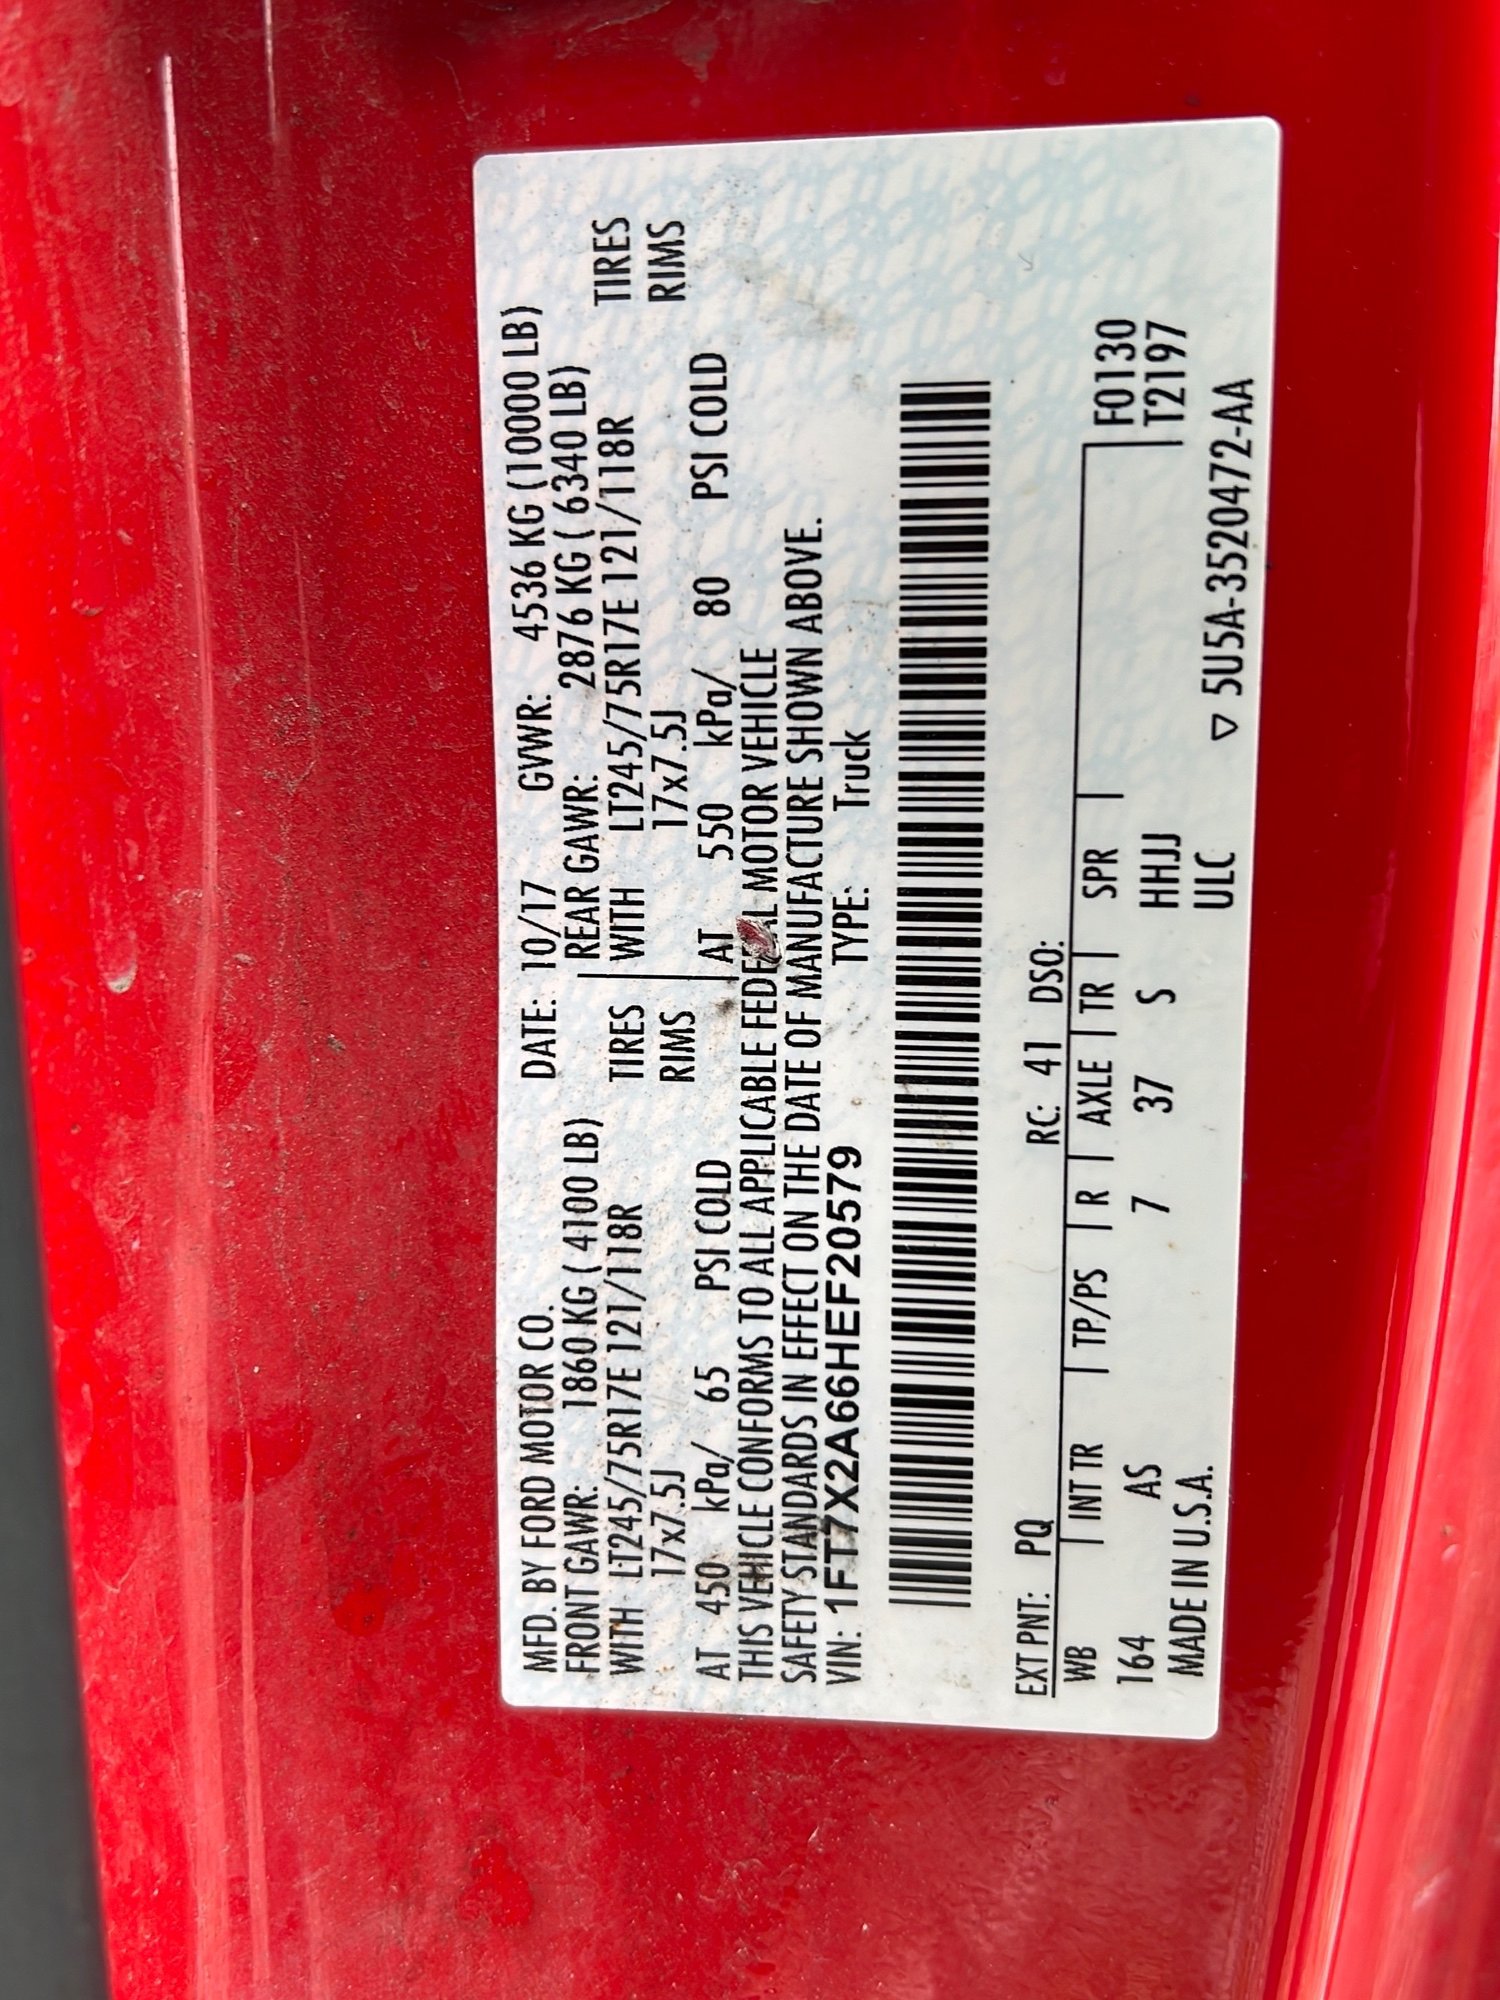 MFD. BY FORD MOTOR CO. DATE: 10/17 GVWR: 4536 KG (10000 LB)
FRONT GAWR: 1860 KG ( 4100 LB) REAR GAWR: 2876 KG ( 6340 LB)
WITH LT245/75R17E 121/118R TIRES WITH LT245/75R17E 121/118R TIRES
17x7.5J RIMS 17x7.5J RIMS
AT 450 kPa/ 65 PSI COLD AT 550 kPa/ 80 PSI COLD
THIS VEHICLE CONFORMS TO ALL APPLICABLE FEDERAL MOTOR VEHICLE
SAFETY STANDARDS IN EFFECT ON THE DATE OF MANUFACTURE SHOWN ABOVE.
VIN: 1FT7X2A66HEF20579 TYPE: Truck
EXT PNT: PQ RC: 41 DSO:
WB INT TR TP/PS R AXLE TR SPR F0130
164 AS 7 37 S HHJJ T2197
MADE IN U.S.A. ULC ▽ 5U5A-3520472-AA